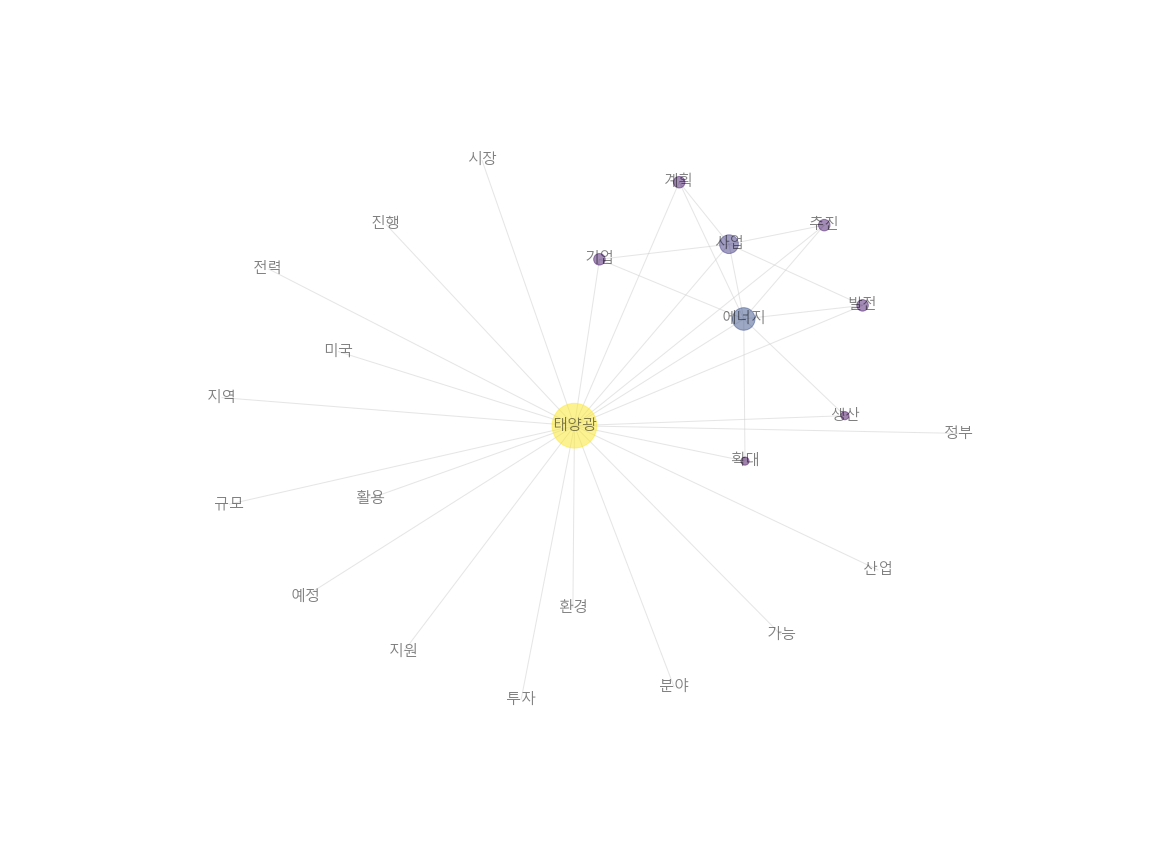 시장
계획
진행
추진
사업
기업
전력
발전
에너지
미국
지역
생산
태양광
정부
확대
활용
규모
산업
예정
환경
가능
지원
분야
투자